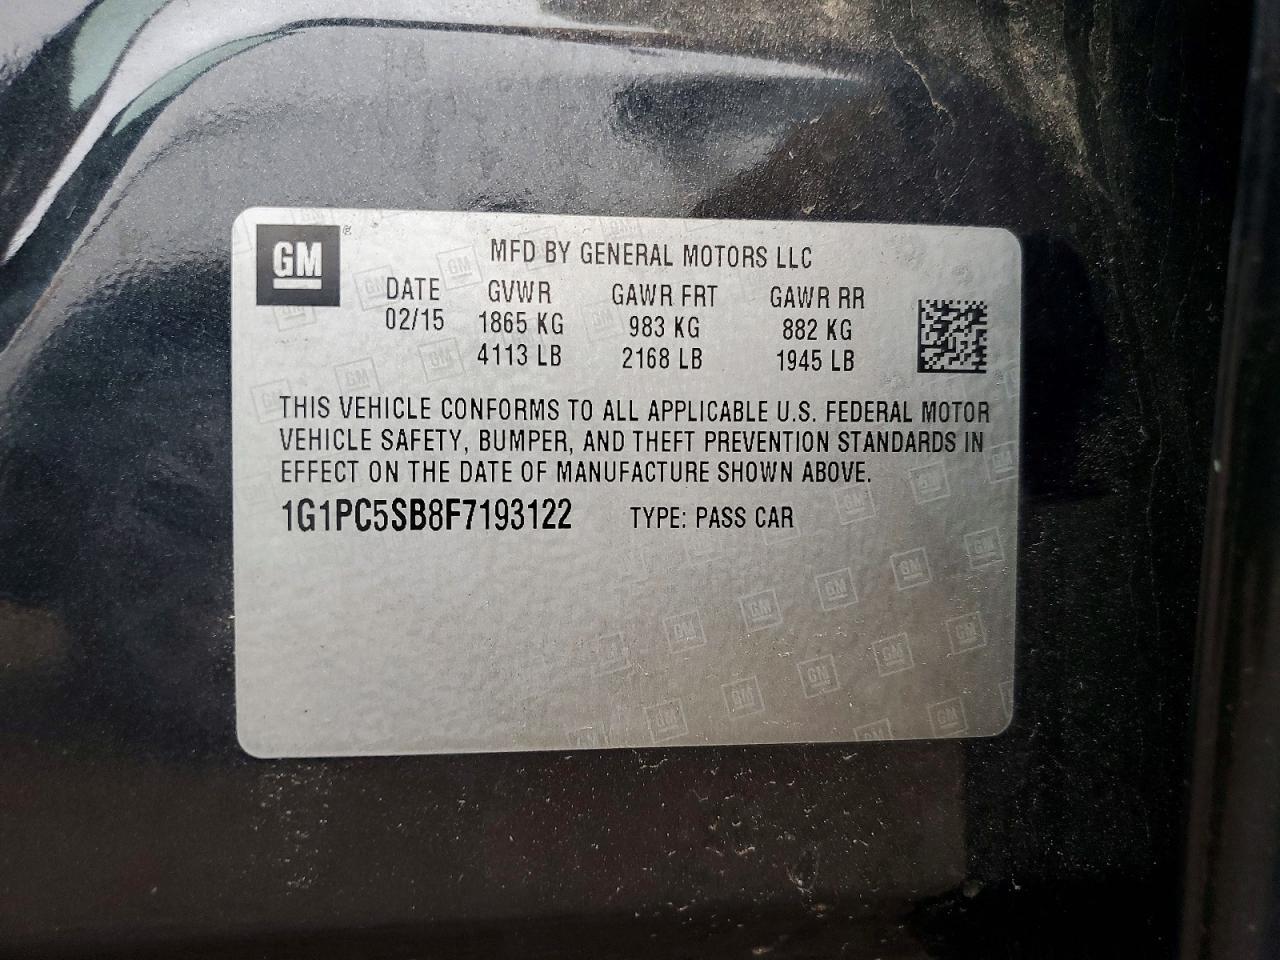 GM
MFD BY GENERAL MOTORS LLC
DATE GVWR GAWR FRT GAWR RR
02/15 1865 KG 983 KG 882 KG
4113 LB 2168 LB 1945 LB
THIS VEHICLE CONFORMS TO ALL APPLICABLE U.S. FEDERAL MOTOR
VEHICLE SAFETY, BUMPER, AND THEFT PREVENTION STANDARDS IN
EFFECT ON THE DATE OF MANUFACTURE SHOWN ABOVE.
1G1PC5SB8F7193122 TYPE: PASS CAR